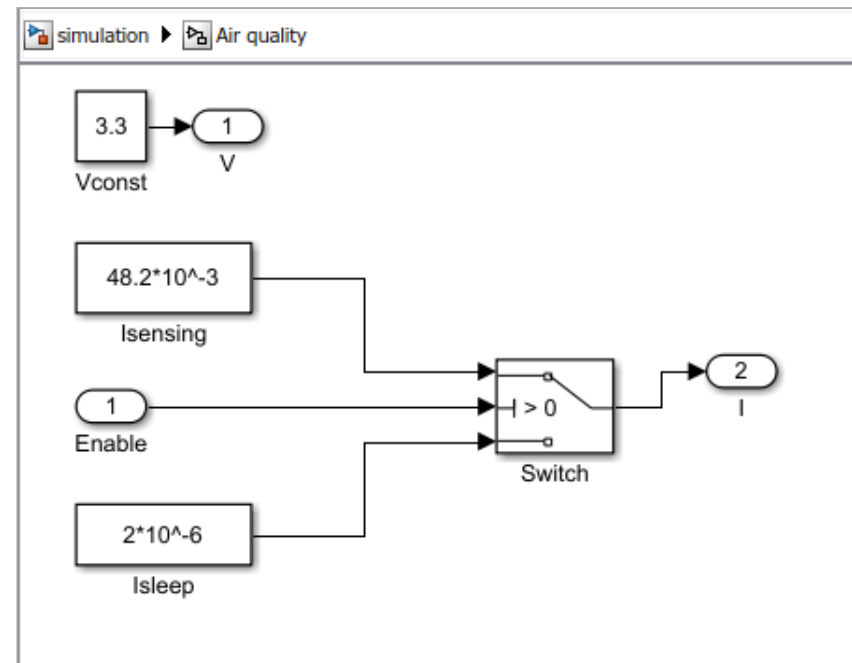 simulation Air quality
3.3
1
Vconst
V
48.2*10^-3
Isensing
1
Enable
> 0
2
I
Switch
2*10^-6
Isleep